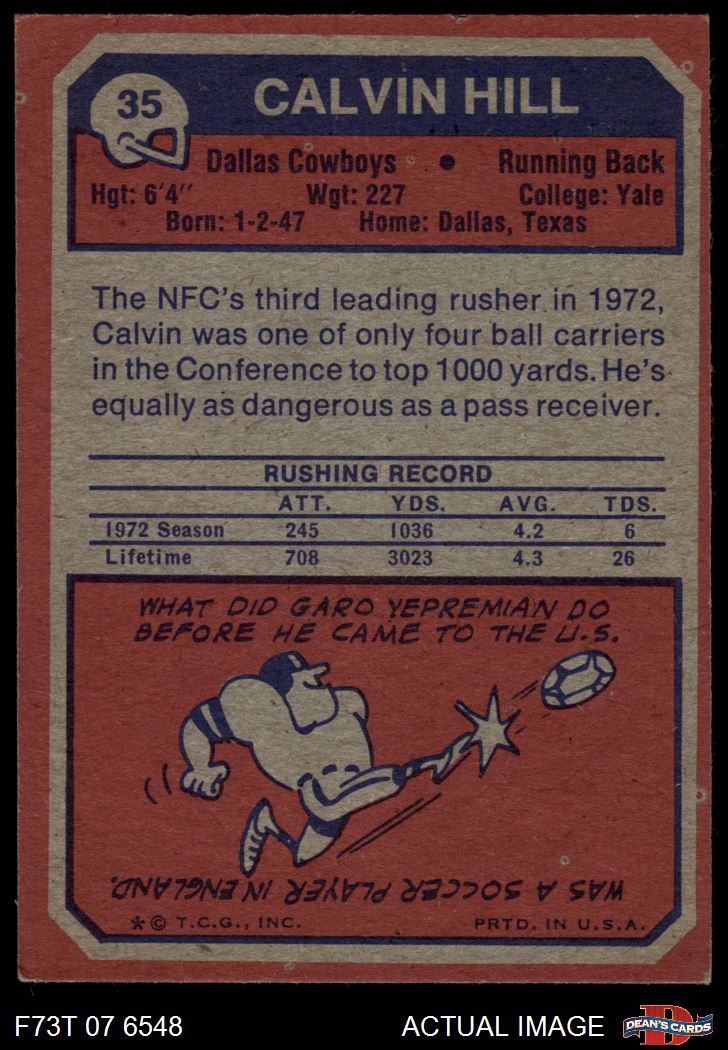 35
CALVIN HILL
Dallas Cowboys • Running Back
Hgt: 6'4" Wgt: 227 College: Yale
Born: 1-2-47 Home: Dallas, Texas
The NFC's third leading rusher in 1972,
Calvin was one of only four ball carriers
in the Conference to top 1000 yards. He's
equally as dangerous as a pass receiver.
RUSHING RECORD
ATT. YDS. AVG. TDS.
1972 Season 245 1036 4.2 6
Lifetime 708 3023 4.3 26
WHAT DID GARO YEPREMIAN DO
BEFORE HE CAME TO THE U.S.
WAS A SOCCER PLAYER IN ENGLAND.
* © T.C.G., INC. PRTD. IN U.S.A.
F73T 07 6548 ACTUAL IMAGE
D
DEAN'S CARDS